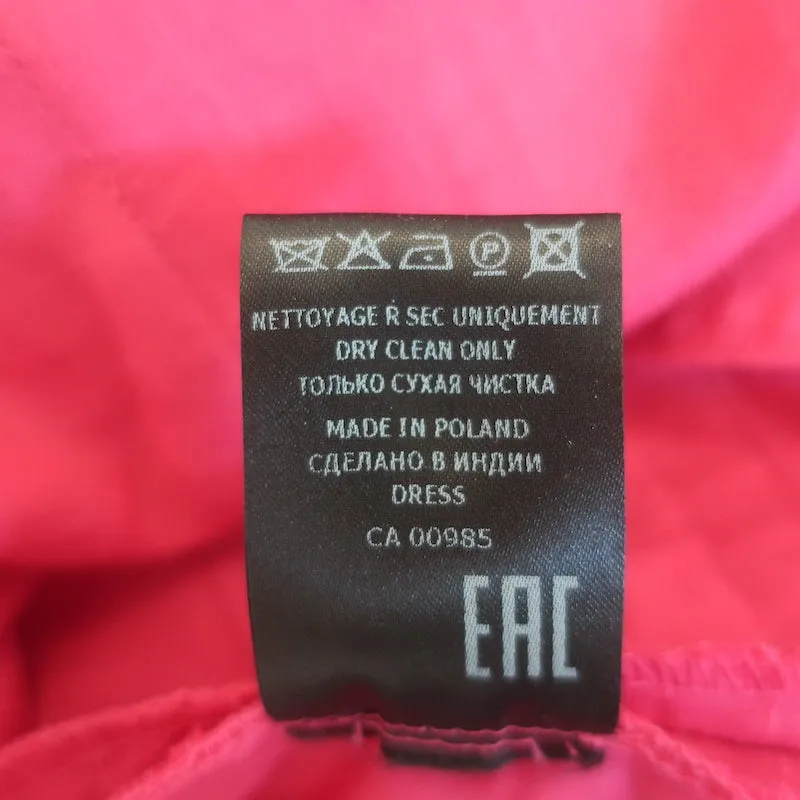 P
NETTOYAGE Ŕ SEC UNIQUEMENT
DRY CLEAN ONLY
ТОЛЬКО СУХАЯ ЧИСТКА
MADE IN POLAND
СДЕЛАНО В ИНДИИ
DRESS
CA 00985
EAC